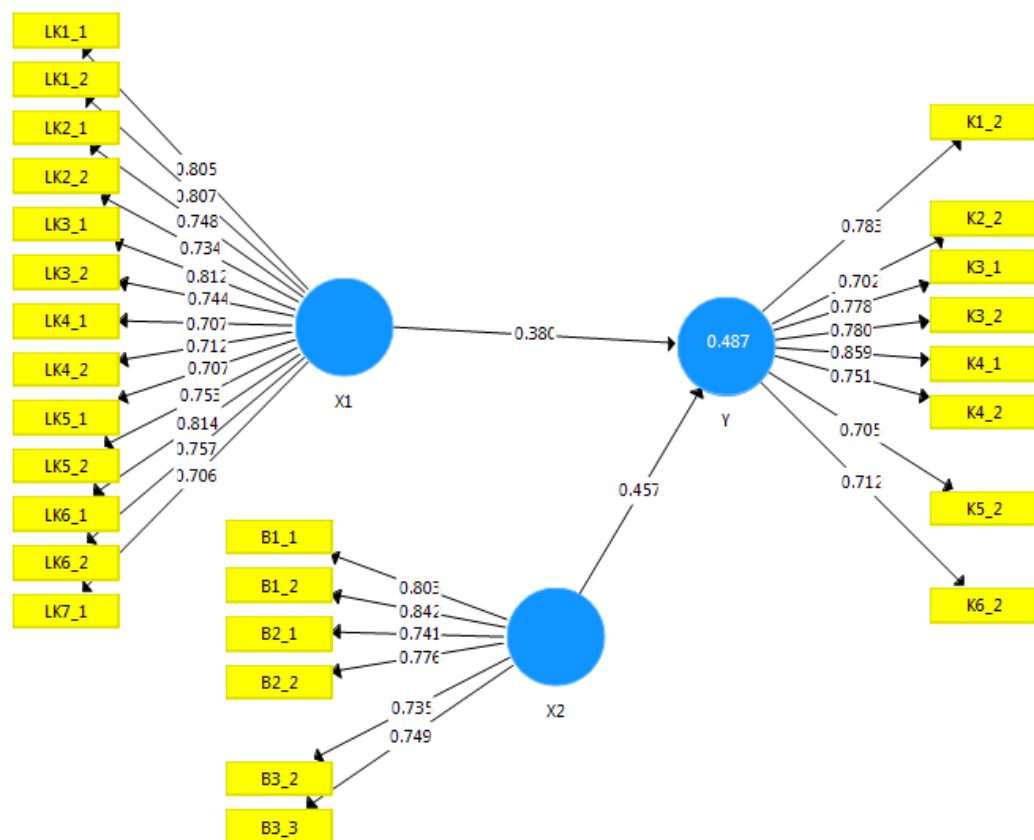 LK1_1
LK1_2
LK2_1
LK2_2
LK3_1
LK3_2
LK4_1
LK4_2
LK5_1
LK5_2
LK6_1
LK6_2
LK7_1
0.805
0.807
0.748
0.734
0.812
0.744
0.707
0.712
0.707
0.753
0.814
0.757
0.706
X1
0.380
0.487
Y
0.783
0.702
0.778
0.780
0.859
0.751
0.705
0.712
K1_2
K2_2
K3_1
K3_2
K4_1
K4_2
K5_2
K6_2
0.457
B1_1
B1_2
B2_1
B2_2
B3_2
B3_3
0.803
0.842
0.741
0.776
0.735
0.749
X2